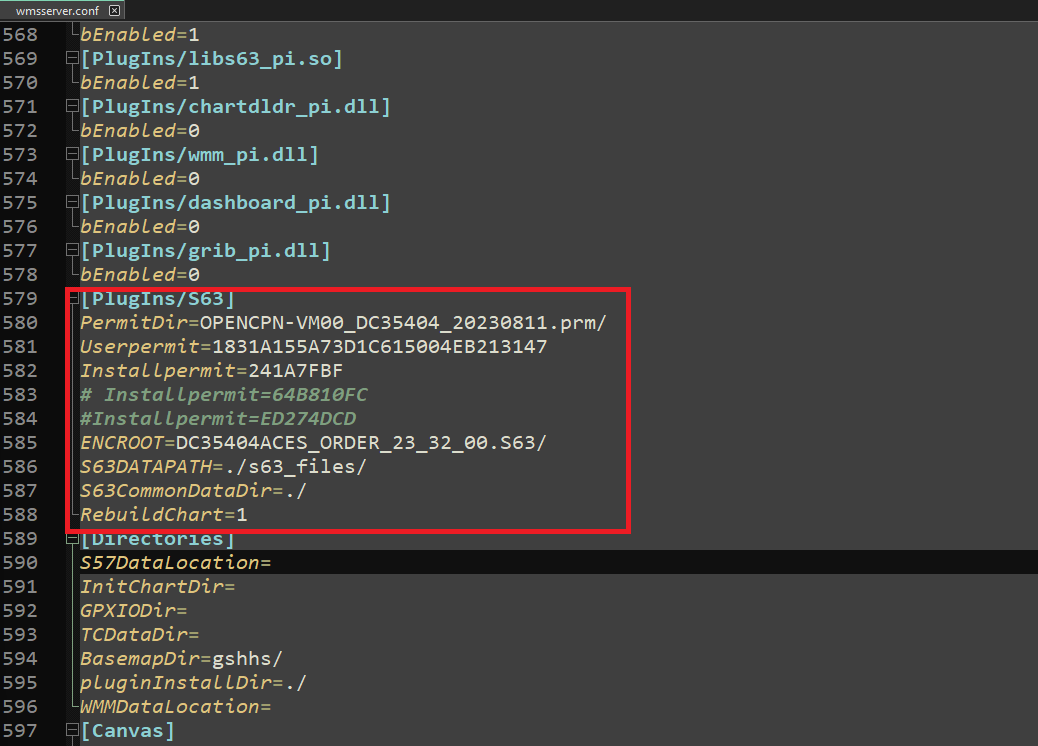 wmsserver.conf
568 bEnabled=1
569 [PlugIns/libs63_pi.so]
570 bEnabled=1
571 [PlugIns/chartdldr_pi.dll]
572 bEnabled=0
573 [PlugIns/wmm_pi.dll]
574 bEnabled=0
575 [PlugIns/dashboard_pi.dll]
576 bEnabled=0
577 [PlugIns/grib_pi.dll]
578 bEnabled=0
579 [PlugIns/S63]
580 PermitDir=OPENCPN-VM00_DC35404_20230811.prm/
581 Userpermit=1831A155A73D1C615004EB213147
582 Installpermit=241A7FBF
583 # Installpermit=64B810FC
584 #Installpermit=ED274DCD
585 ENCROOT=DC35404ACES_ORDER_23_32_00.S63/
586 S63DATAPATH=./s63_files/
587 S63CommonDataDir=./
588 RebuildChart=1
589 [Directories]
590 S57DataLocation=
591 InitChartDir=
592 GPXIODir=
593 TCDataDir=
594 BasemapDir=gshhs/
595 pluginInstallDir=./
596 WMMDataLocation=
597 [Canvas]